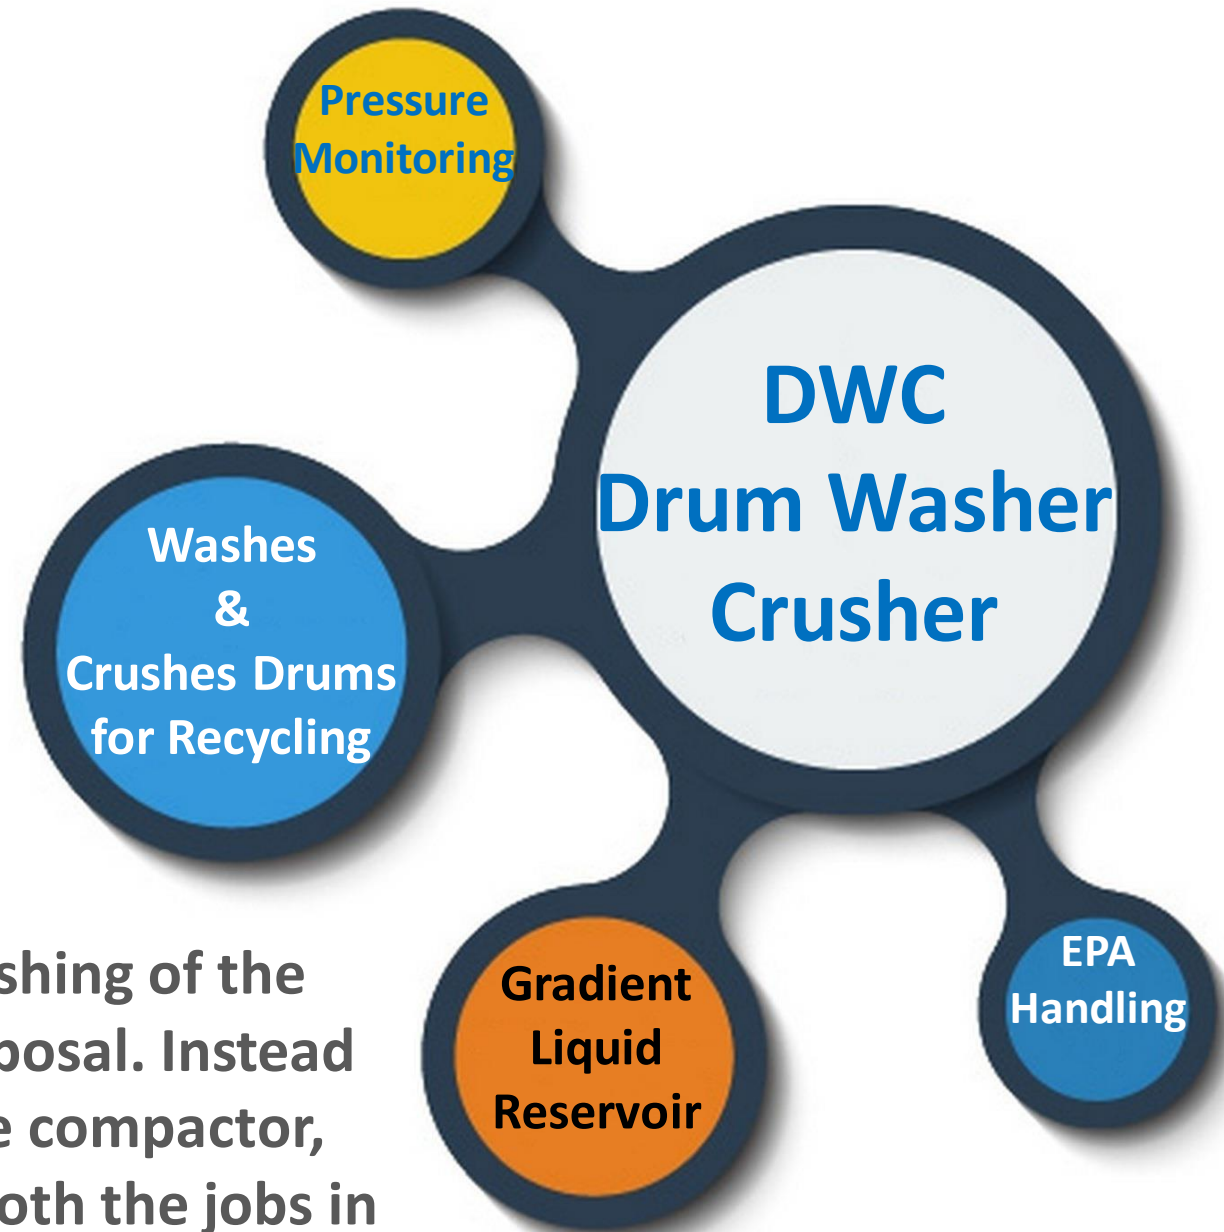 Pressure
Monitoring
DWC
Drum Washer
Crusher
Washes
&
Crushes Drums
for Recycling
Gradient
Liquid
Reservoir
EPA
Handling
shing of the
posal. Instead
e compactor,
oth the jobs in